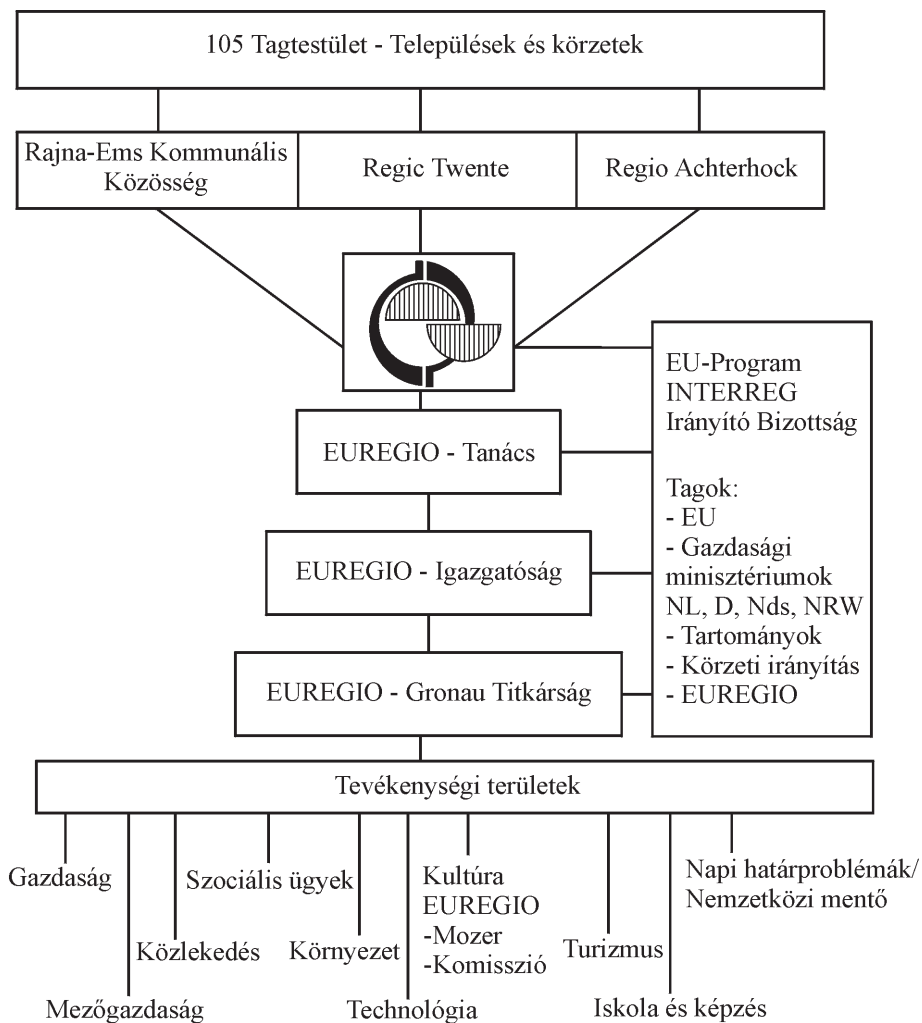 105 Tagtestület - Települések és körzetek
Rajna-Ems Kommunális
Közösség
Regic Twente
Regio Achterhock
EU-Program
INTERREG
Irányító Bizottság
Tagok:
- EU
- Gazdasági
minisztériumok
NL, D, Nds, NRW
- Tartományok
- Körzeti irányítás
- EUREGIO
EUREGIO - Tanács
EUREGIO - Igazgatóság
EUREGIO - Gronau Titkárság
Tevékenységi területek
Gazdaság
Mezőgazdaság
Közlekedés
Szociális ügyek
Környezet
Technológia
Kultúra
EUREGIO
-Mozer
-Komisszió
Turizmus
Iskola és képzés
Napi határproblémák/
Nemzetközi mentő